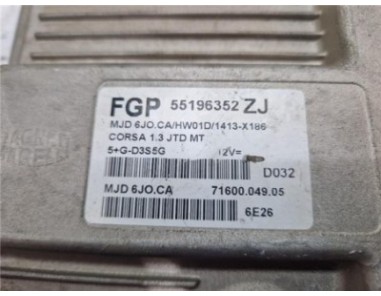 FGP 55196352 ZJ
MJD 6JO.CA/HW01D/1413-X186
CORSA 1.3 JTD MT
5+G-D3S5G 12V=
D032
MJD 6JO.CA 71600.049.05
6E26